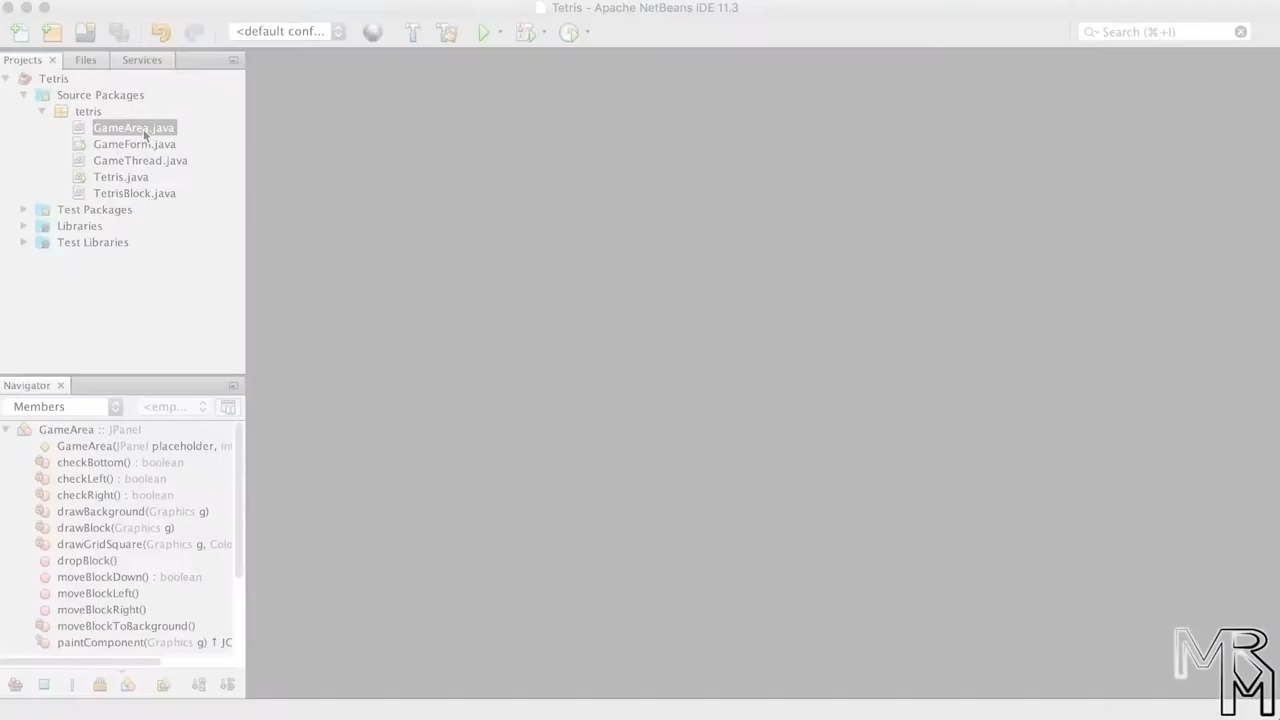 Tetris - Apache NetBeans IDE 11.3
<default conf...
Search (⌘+I)
Projects
Files
Services
Tetris
Source Packages
tetris
GameArea.java
GameForm.java
GameThread.java
Tetris.java
TetrisBlock.java
Test Packages
Libraries
Test Libraries
Navigator
Members
<emp...
GameArea :: JPanel
GameArea(JPanel placeholder, int
checkBottom() : boolean
checkLeft() : boolean
checkRight() : boolean
drawBackground(Graphics g)
drawBlock(Graphics g)
drawGridSquare(Graphics g, Colo
dropBlock()
moveBlockDown() : boolean
moveBlockLeft()
moveBlockRight()
moveBlockToBackground()
paintComponent(Graphics g) ↑ JC
MRM